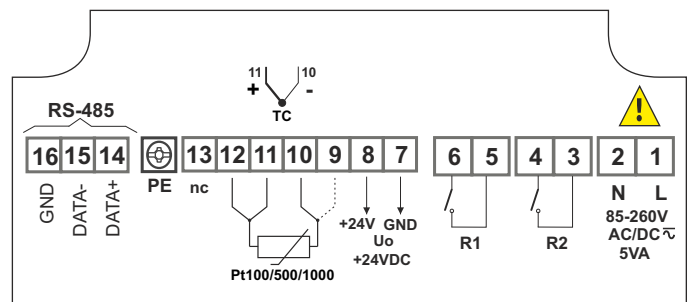 11 10
+ -
TC
RS-485
16 15 14 PE 13 12 11 10 9 8 7 6 5 4 3 2 1
GND DATA- DATA+
nc
+24V GND
Uo
+24VDC
Pt100/500/1000
R1
R2
N L
85-260V
AC/DC
5VA
!